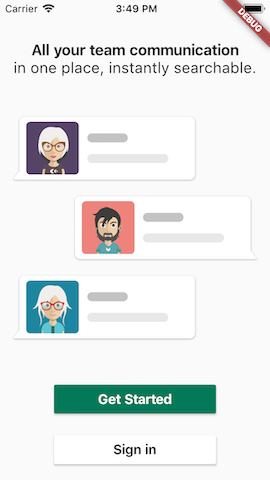 Carrier 3:49 PM
DEBUG
All your team communication
in one place, instantly searchable.
Get Started
Sign in